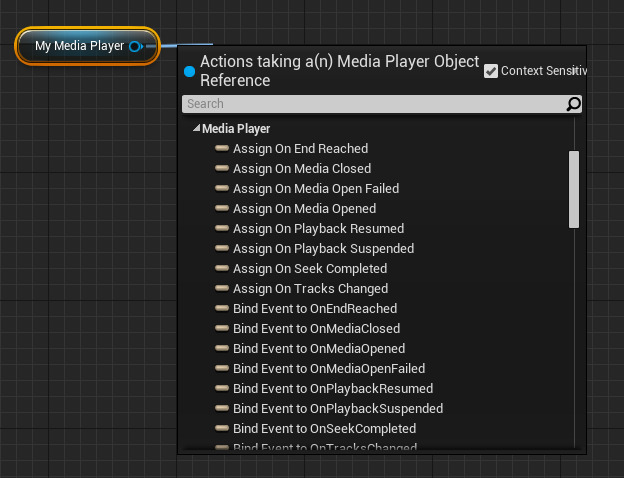 My Media Player
Actions taking a(n) Media Player Object
Reference
Context Sensitiv
Search
Media Player
Assign On End Reached
Assign On Media Closed
Assign On Media Open Failed
Assign On Media Opened
Assign On Playback Resumed
Assign On Playback Suspended
Assign On Seek Completed
Assign On Tracks Changed
Bind Event to OnEndReached
Bind Event to OnMediaClosed
Bind Event to OnMediaOpened
Bind Event to OnMediaOpenFailed
Bind Event to OnPlaybackResumed
Bind Event to OnPlaybackSuspended
Bind Event to OnSeekCompleted
Bind Event to OnTracksChanged